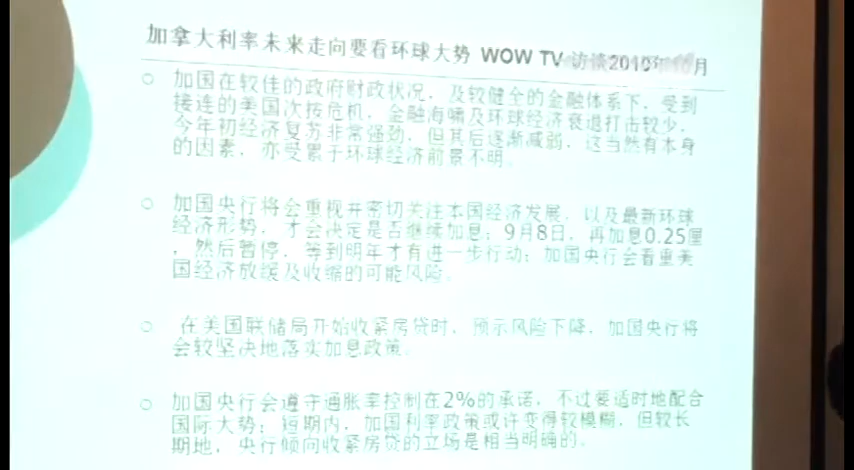 加拿大利率未来走向要看环球大势 WOW TV 访谈2010年 月
加国在较佳的政府财政状况，及较健全的金融体系下，受到
接连的美国次按危机，金融海啸及环球经济衰退打击较少，
今年初经济复苏非常强劲，但其后逐渐减弱，这当然有本身
的因素，亦受累于环球经济前景不明。
加国央行将会重视并密切关注本国经济发展，以及最新环球
经济形势，才会决定是否继续加息；9月8日，再加息0.25厘
，然后暂停，等到明年才有进一步行动；加国央行会看重美
国经济放缓及收缩的可能风险。
在美国联储局开始收紧房贷时，预示风险下降，加国央行将
会较坚决地落实加息政策。
加国央行会遵守通胀率控制在2%的承诺，不过要适时地配合
国际大势；短期内，加国利率政策或许变得较模糊，但较长
期地，央行倾向收紧房贷的立场是相当明确的。